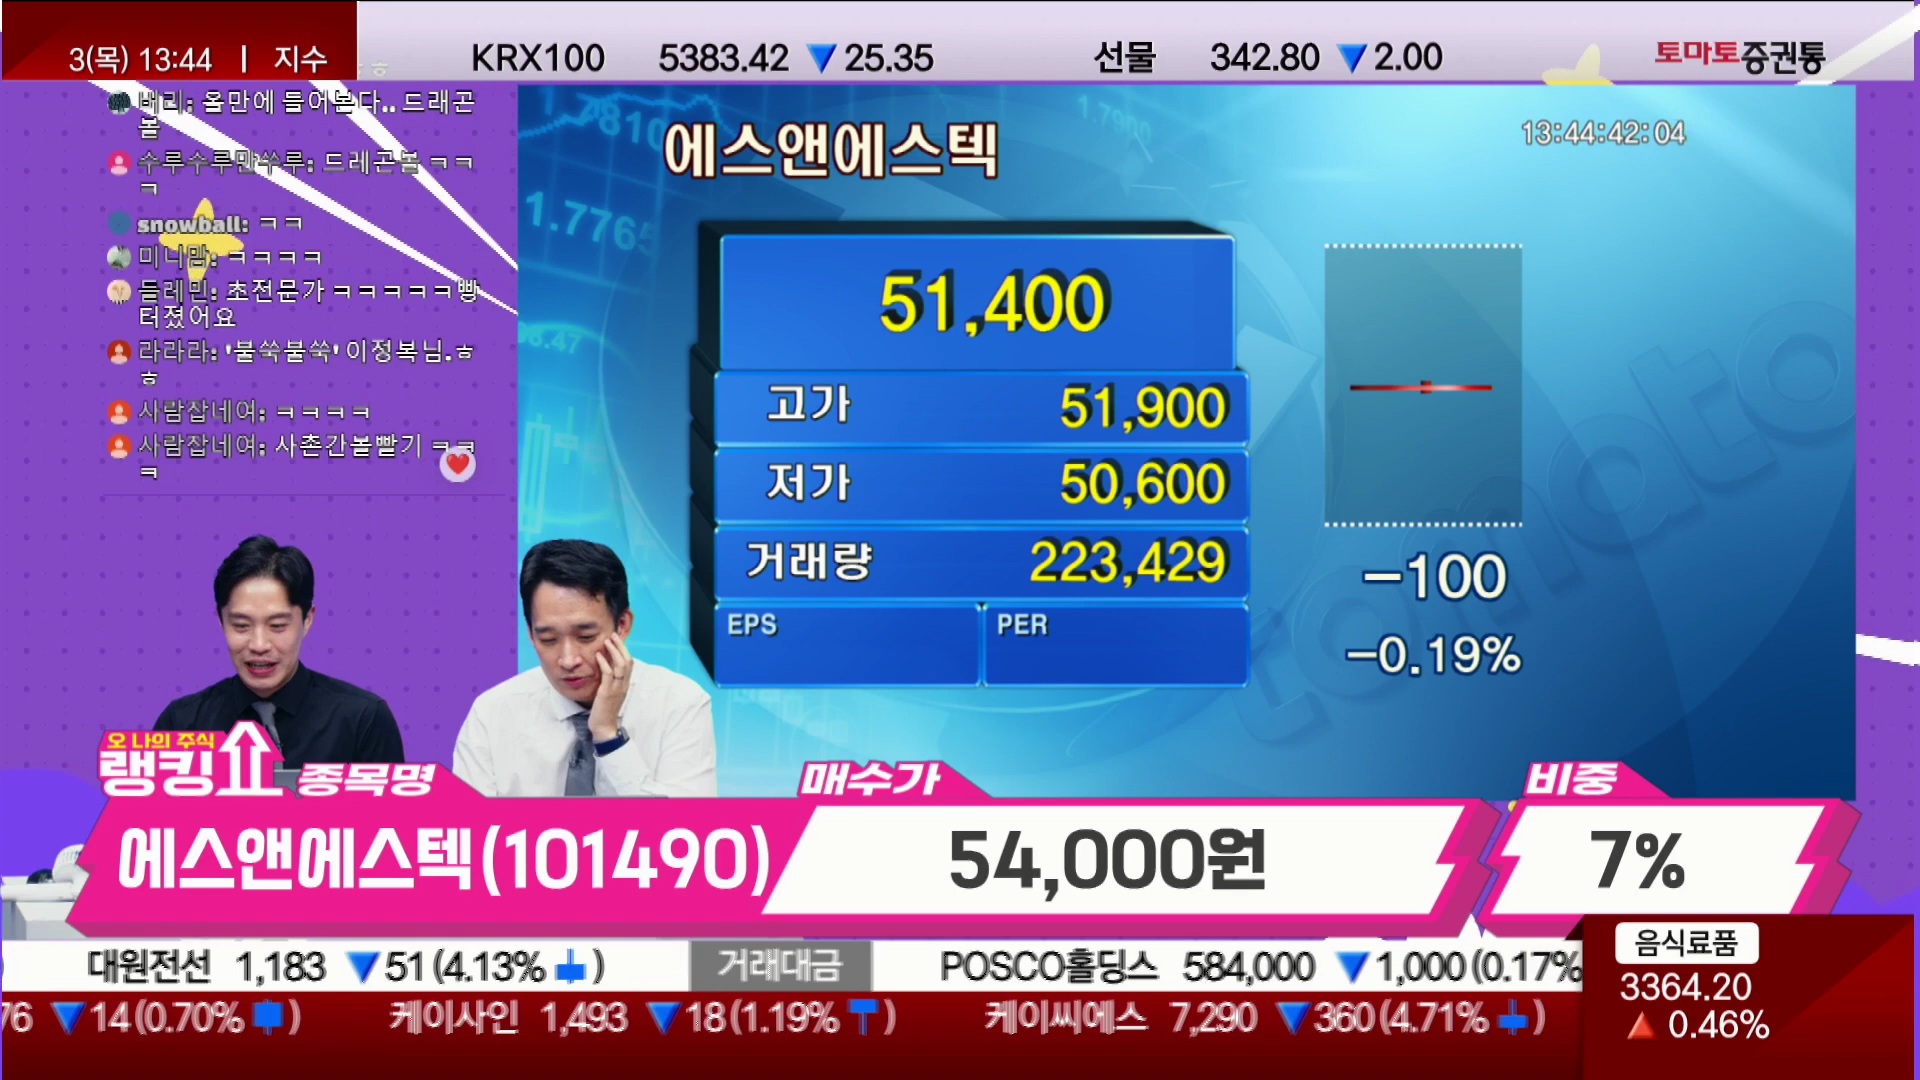 3(목) 13:44 | 지수
KRX100 5383.42 ▼25.35 선물 342.80 ▼2.00
토마토증권통
버리: 올만에 들어본다.. 드래곤
볼
수루수루만쑤루: 드레곤볼 ㅋㅋ
ㅋ
snowball: ㅋㅋ
미니맘: ㅋㅋㅋㅋ
들레민: 초전문가 ㅋㅋㅋㅋㅋ빵
터졌어요
라라라: '불쑥불쑥' 이정복님.ㅎ
ㅎ
사람잡네여: ㅋㅋㅋㅋ
사람잡네여: 사촌간볼빨기 ㅋㅋ
ㅋ
에스앤에스텍
13:44:42:04
1.7765
51,400
고가 51,900
저가 50,600
거래량 223,429
EPS PER
-100
-0.19%
tomato
오 나의 주식
랭킹쇼
종목명 매수가 비중
에스앤에스텍(101490) 54,000원 7%
대원전선 1,183 ▼51(4.13% ) 거래대금 POSCO홀딩스 584,000 ▼1,000(0.17%
76 ▼14(0.70% ) 케이사인 1,493 ▼18(1.19% ) 케이씨에스 7,290 ▼360(4.71% )
음식료품
3364.20
▲ 0.46%